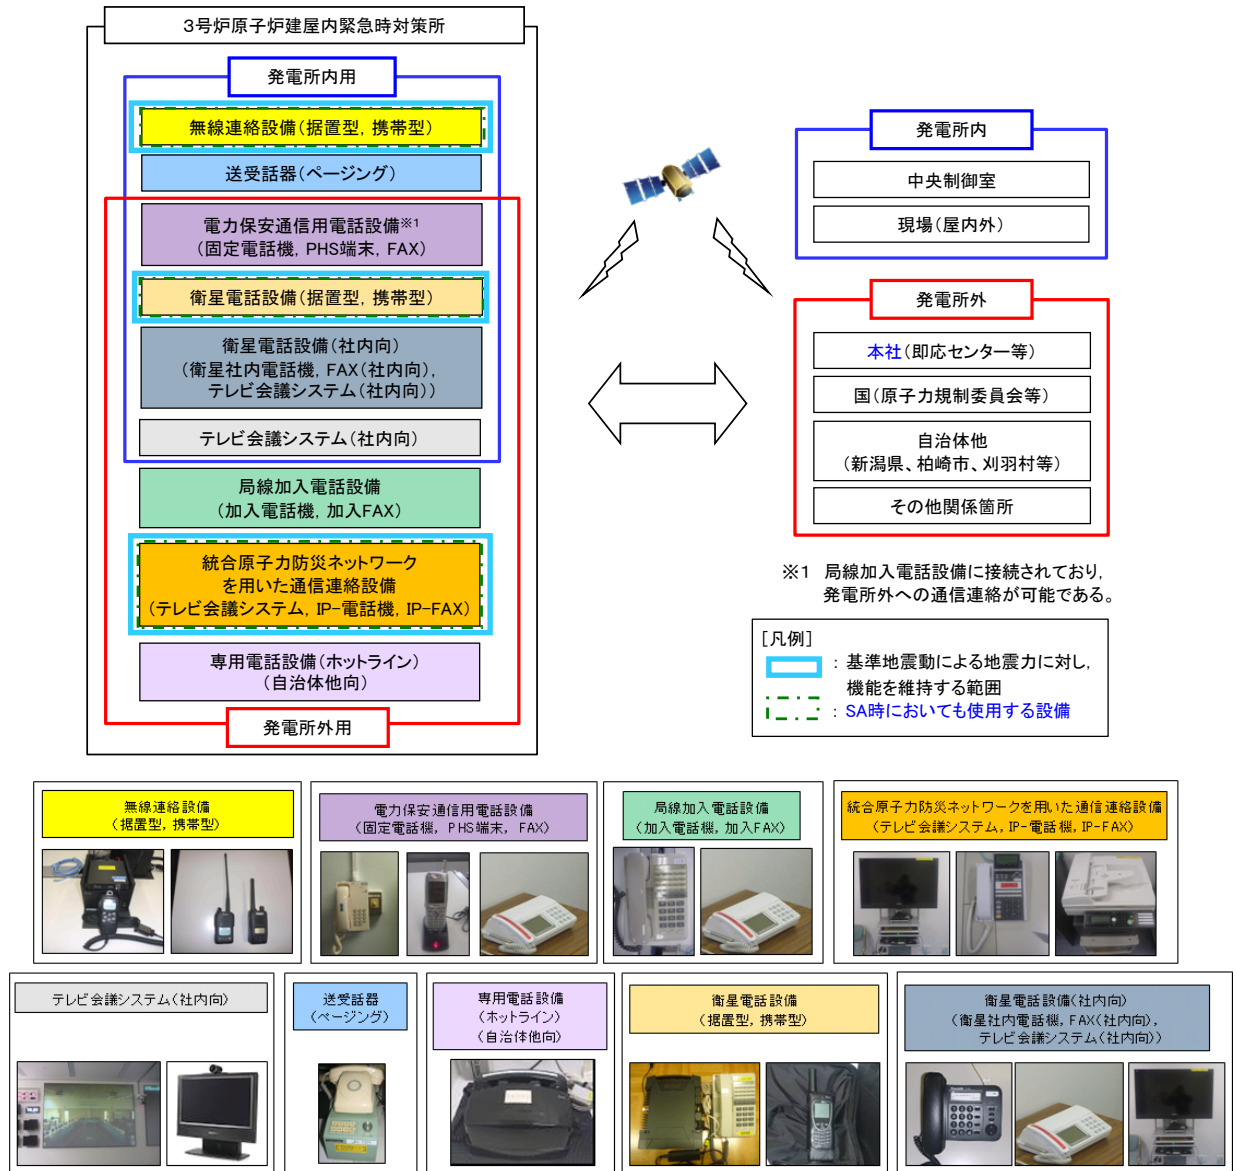 3号炉原子炉建屋内緊急時対策所
発電所内用
無線連絡設備(据置型, 携帯型)
送受話器(ページング)
電力保安通信用電話設備※1
(固定電話機, PHS端末, FAX)
衛星電話設備(据置型, 携帯型)
衛星電話設備(社内向)
(衛星社内電話機, FAX(社内向),
テレビ会議システム(社内向))
テレビ会議システム(社内向)
局線加入電話設備
(加入電話機, 加入FAX)
統合原子力防災ネットワーク
を用いた通信連絡設備
(テレビ会議システム, IP-電話機, IP-FAX)
専用電話設備(ホットライン)
(自治体他向)
発電所外用
発電所内
中央制御室
現場(屋内外)
発電所外
本社(即応センター等)
国(原子力規制委員会等)
自治体他
(新潟県、柏崎市、刈羽村等)
その他関係箇所
※1 局線加入電話設備に接続されており,
発電所外への通信連絡が可能である。
[凡例]
: 基準地震動による地震力に対し,
機能を維持する範囲
: SA時においても使用する設備
無線連絡設備
(据置型, 携帯型)
電力保安通信用電話設備
(固定電話機, PHS端末, FAX)
局線加入電話設備
(加入電話機, 加入FAX)
統合原子力防災ネットワークを用いた通信連絡設備
(テレビ会議システム, IP-電話機, IP-FAX)
テレビ会議システム(社内向)
送受話器
(ページング)
専用電話設備
(ホットライン)
(自治体他向)
衛星電話設備
(据置型, 携帯型)
衛星電話設備(社内向)
(衛星社内電話機, FAX(社内向),
テレビ会議システム(社内向))